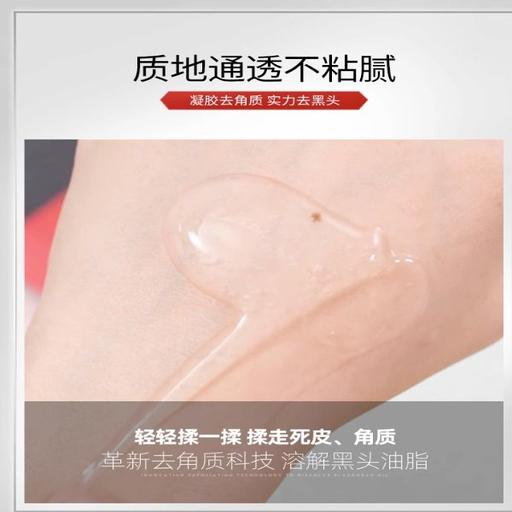 质地通透不粘腻
凝胶去角质 实力去黑头
轻轻揉一揉 揉走死皮、角质
革新去角质科技 溶解黑头油脂